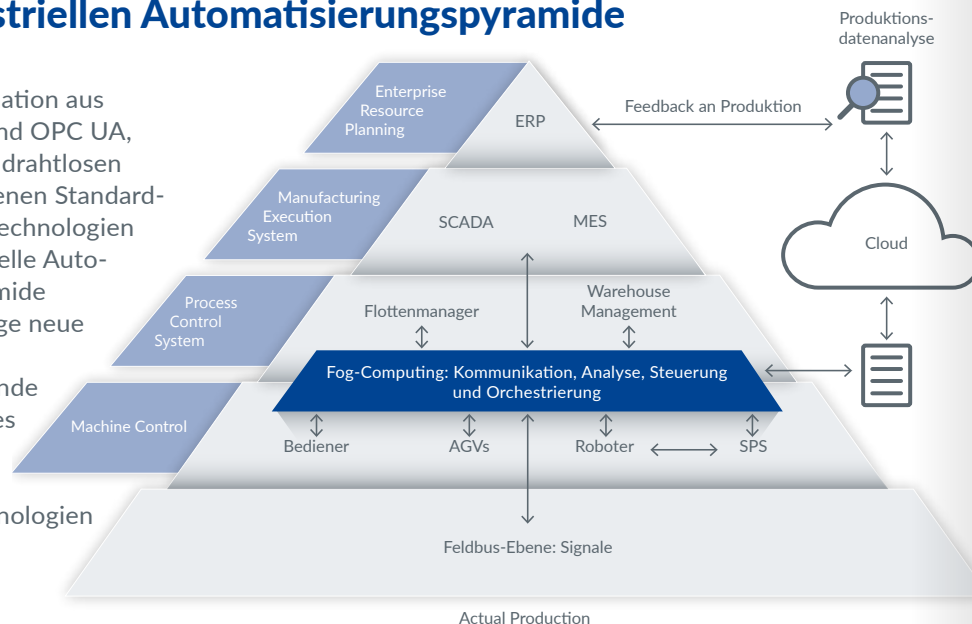 striellen Automatisierungspyramide
ation aus
nd OPC UA,
drahtlosen
enen Standard-
echnologien
elle Auto-
mide
ge neue
nde
es
nologien
Enterprise
Resource
Planning
ERP
Feedback an Produktion
Produktions-
datenanalyse
Manufacturing
Execution
System
SCADA
MES
Cloud
Process
Control
System
Flottenmanager
Warehouse
Management
Fog-Computing: Kommunikation, Analyse, Steuerung
und Orchestrierung
Machine Control
Bediener
AGVs
Roboter
SPS
Feldbus-Ebene: Signale
Actual Production